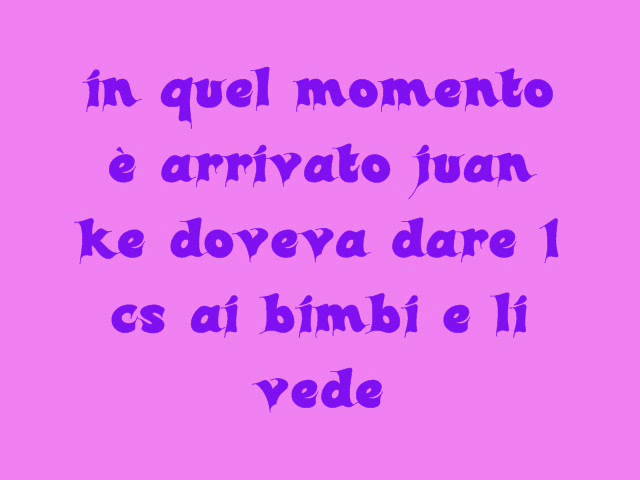 in quel momento
è arrivato juan
ke doveva dare 1
cs ai bimbi e li
vede